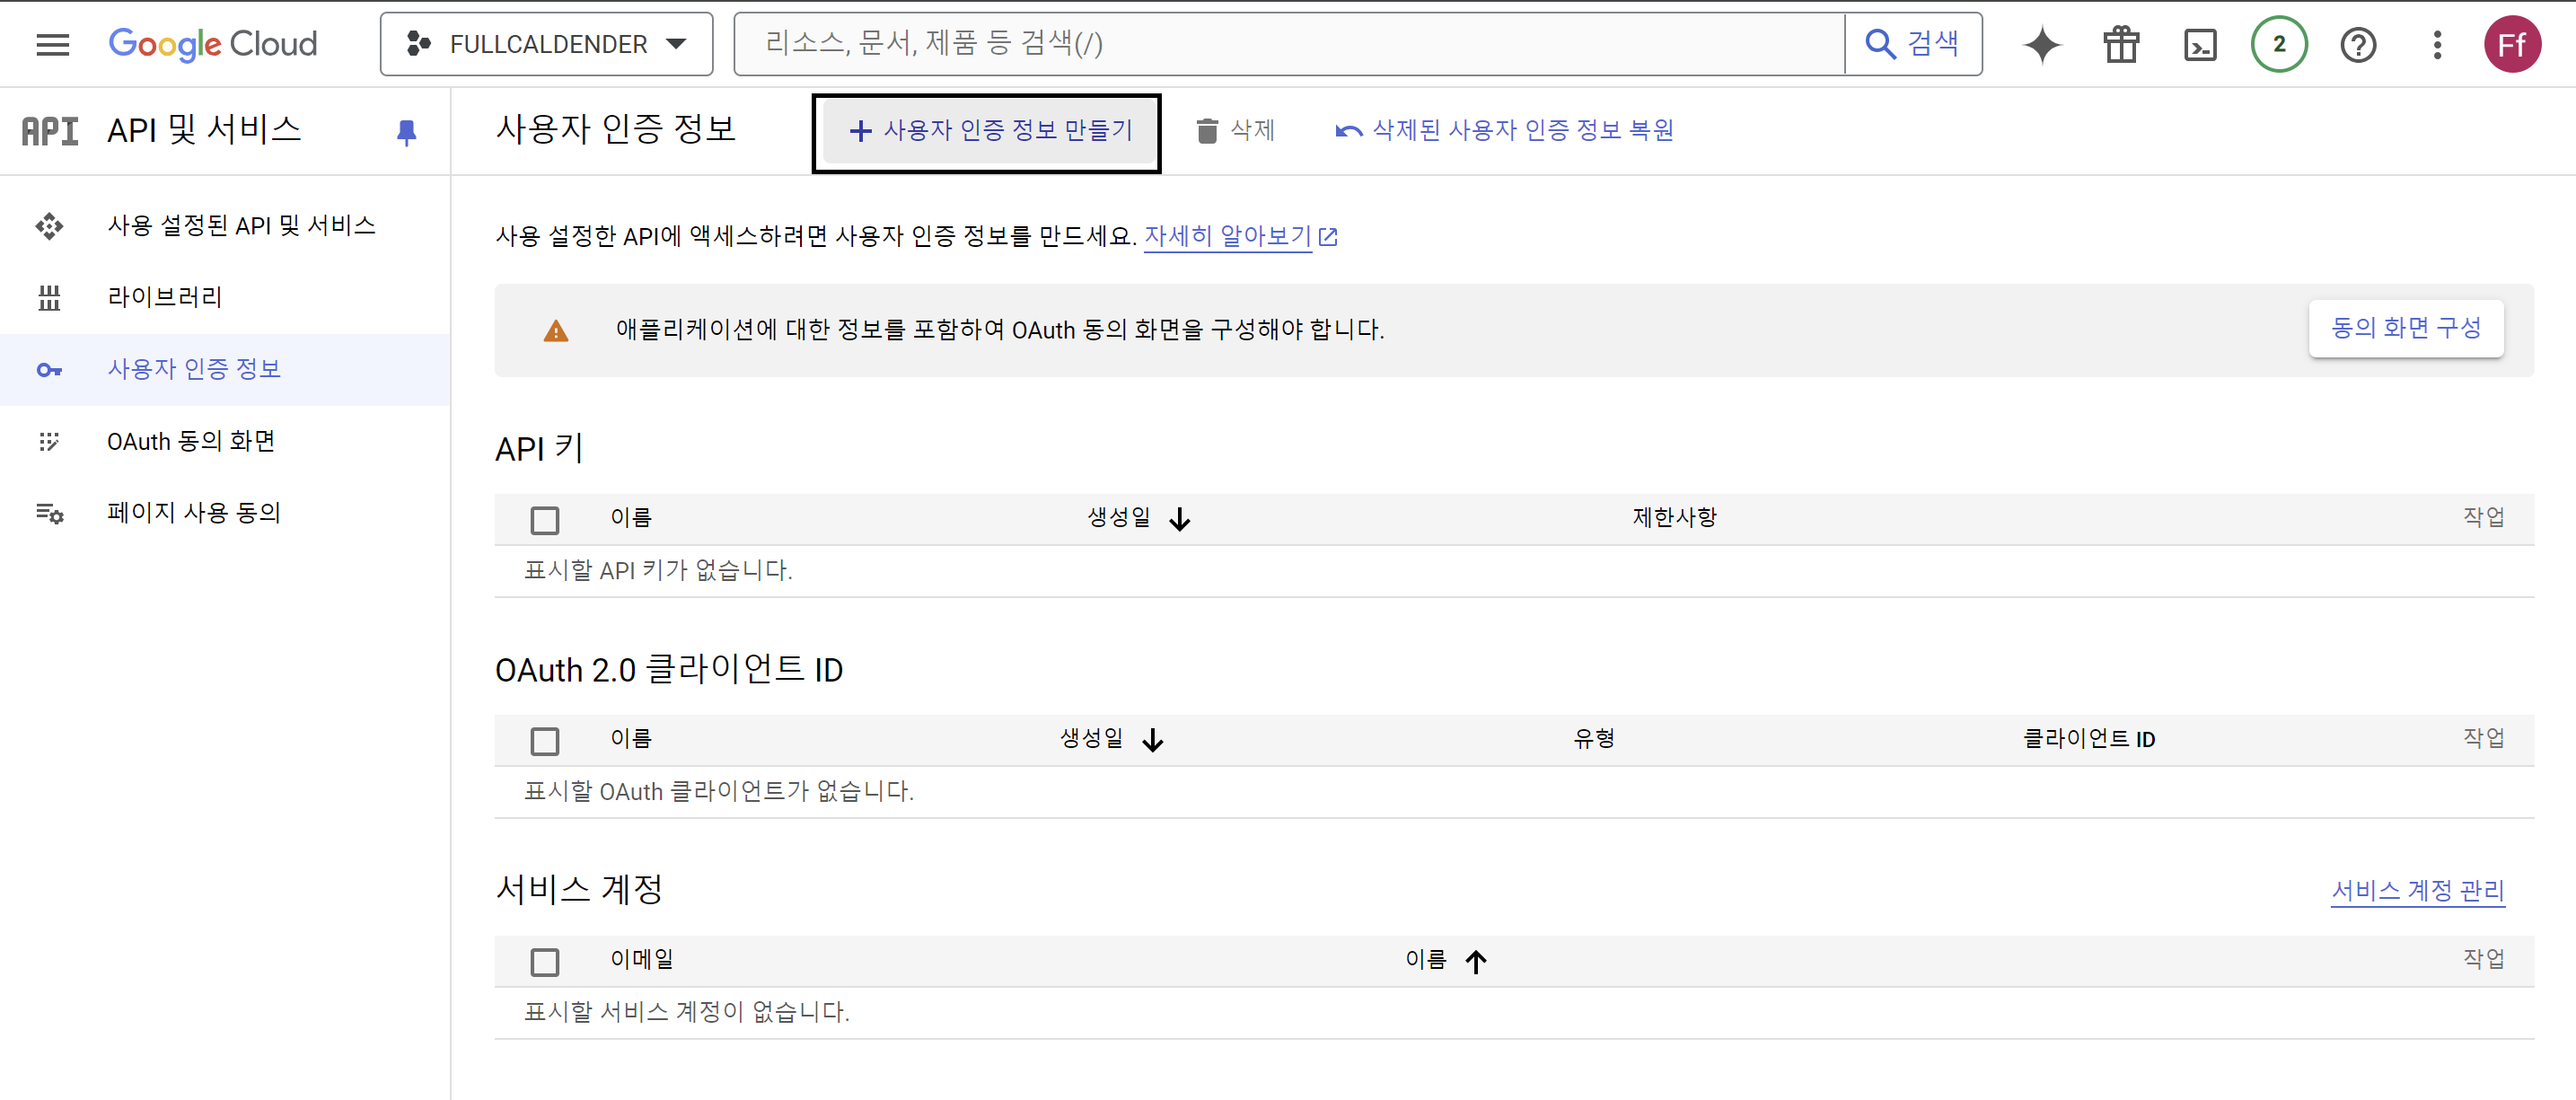 Google Cloud
FULLCALDENDER
리소스, 문서, 제품 등 검색(/)
검색
2
Ff
API
API 및 서비스
사용자 인증 정보
사용자 인증 정보 만들기
삭제
삭제된 사용자 인증 정보 복원
사용 설정된 API 및 서비스
라이브러리
사용자 인증 정보
OAuth 동의 화면
페이지 사용 동의
사용 설정한 API에 액세스하려면 사용자 인증 정보를 만드세요. 자세히 알아보기
애플리케이션에 대한 정보를 포함하여 OAuth 동의 화면을 구성해야 합니다.
동의 화면 구성
API 키
이름 생성일 제한사항 작업
표시할 API 키가 없습니다.
OAuth 2.0 클라이언트 ID
이름 생성일 유형 클라이언트 ID 작업
표시할 OAuth 클라이언트가 없습니다.
서비스 계정
서비스 계정 관리
이메일 이름 작업
표시할 서비스 계정이 없습니다.